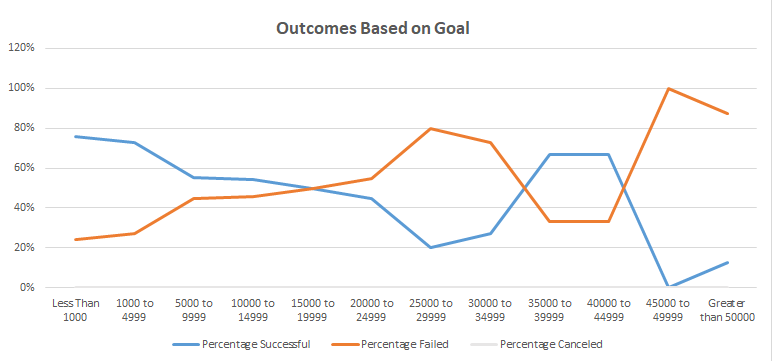 Outcomes Based on Goal
120%
100%
80%
60%
40%
20%
0%
Less Than 1000 to 5000 to 10000 to 15000 to 20000 to 25000 to 30000 to 35000 to 40000 to 45000 to Greater
1000 4999 9999 14999 19999 24999 29999 34999 39999 44999 49999 than 50000
Percentage Successful Percentage Failed Percentage Canceled